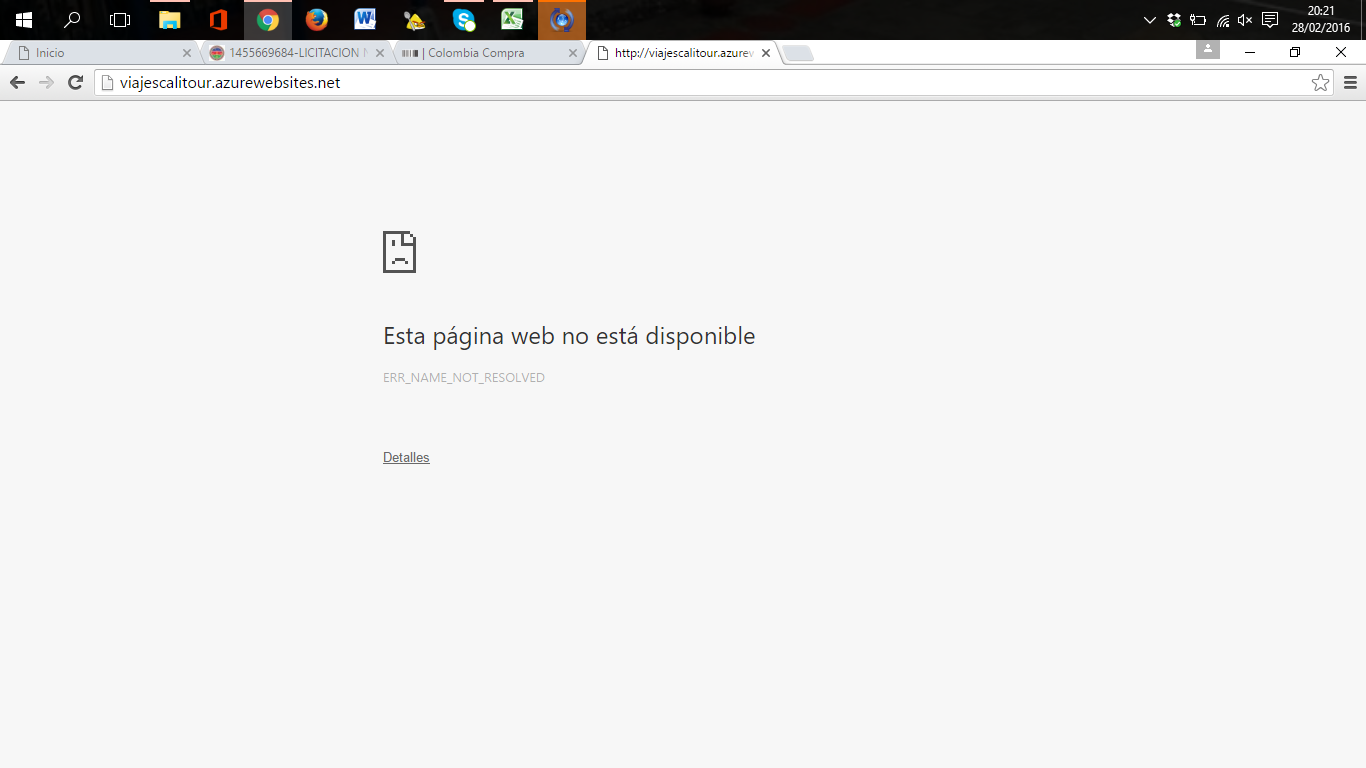 20:21
28/02/2016
Inicio
1455669684-LICITACION
| Colombia Compra
http://viajescalitour.azurew
viajescalitour.azurewebsites.net
Esta página web no está disponible
ERR_NAME_NOT_RESOLVED
Detalles